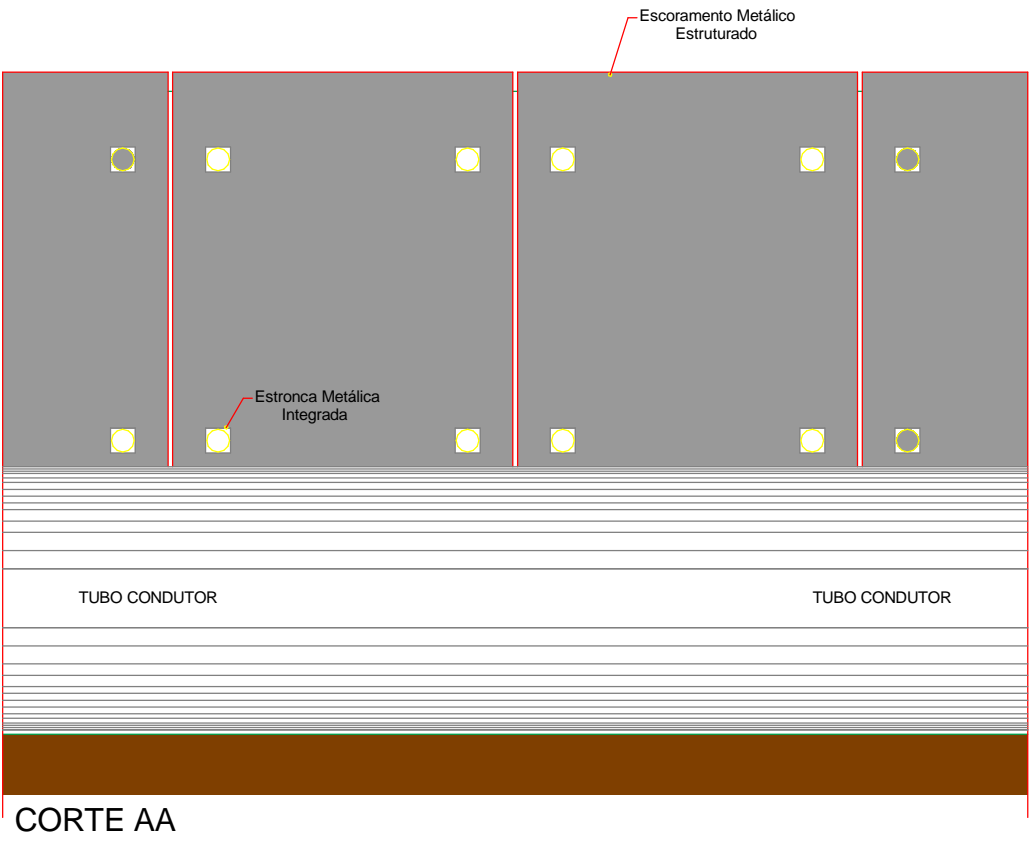 Escoramento Metálico
Estruturado
Estronca Metálica
Integrada
TUBO CONDUTOR
TUBO CONDUTOR
CORTE AA